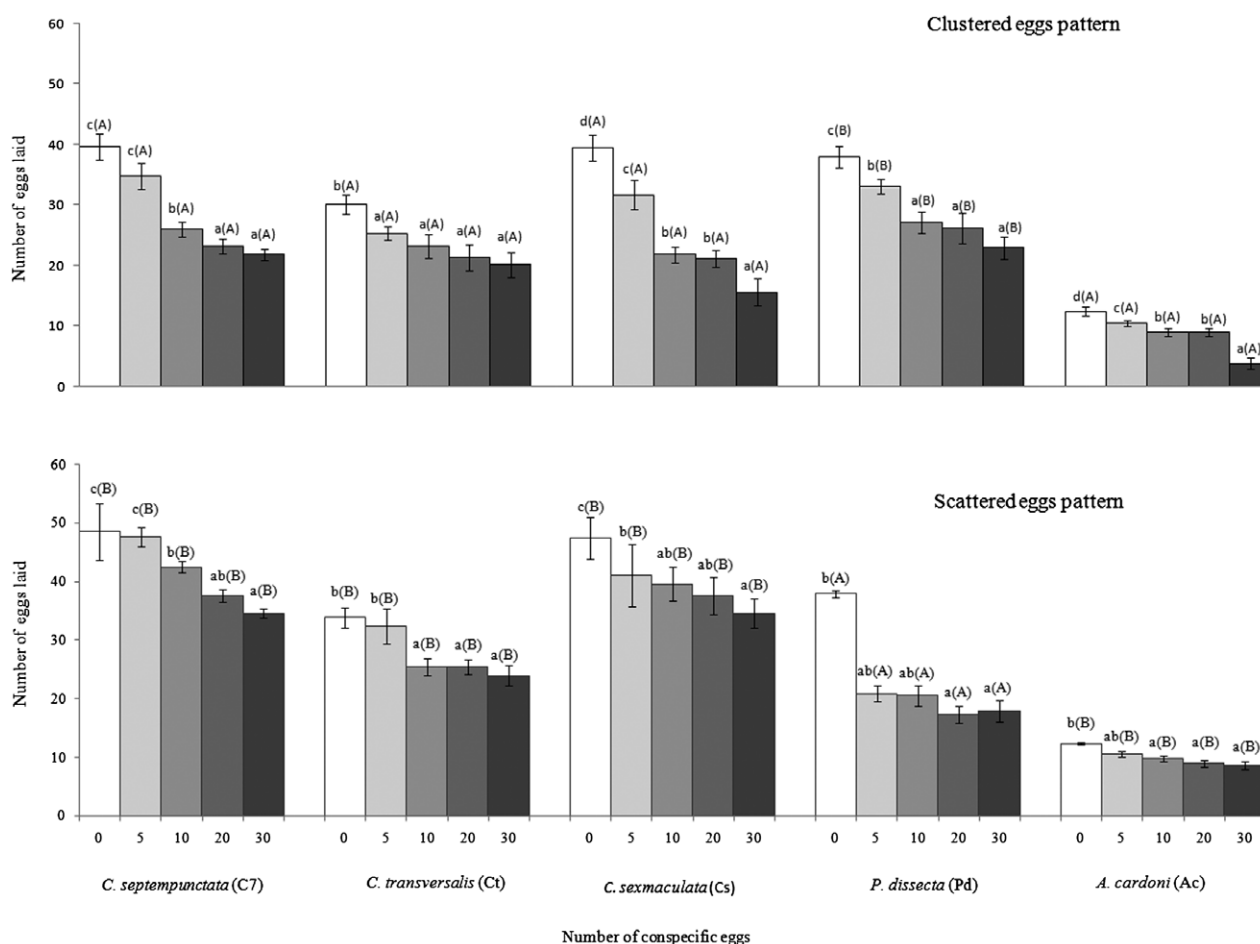 Clustered eggs pattern
Number of eggs laid
60
50
40
30
20
10
0
c(A) c(A) b(A) a(A) a(A)
b(A) a(A) a(A) a(A) a(A)
d(A) c(A) b(A) b(A) a(A)
c(B) b(B) a(B) a(B) a(B)
d(A) c(A) b(A) b(A) a(A)
Scattered eggs pattern
Number of eggs laid
60
50
40
30
20
10
0
c(B) c(B) b(B) ab(B) a(B)
b(B) b(B) a(B) a(B) a(B)
c(B) b(B) ab(B) ab(B) a(B)
b(A) ab(A) ab(A) a(A) a(A)
b(B) ab(B) a(B) a(B) a(B)
0 5 10 20 30 0 5 10 20 30 0 5 10 20 30 0 5 10 20 30 0 5 10 20 30
C. septempunctata (C7) C. transversalis (Ct) C. sexmaculata (Cs) P. dissecta (Pd) A. cardoni (Ac)
Number of conspecific eggs